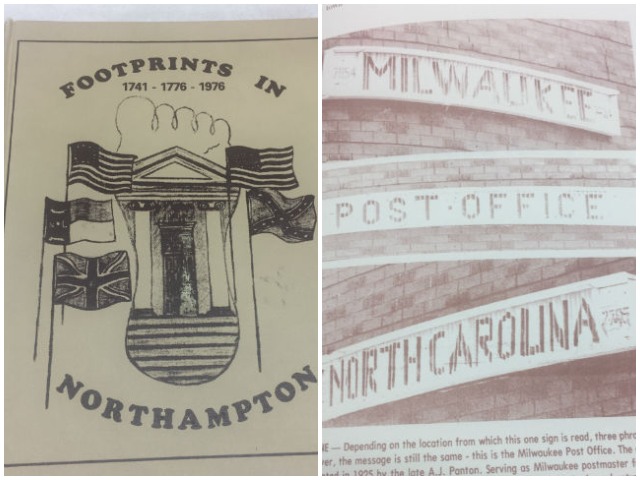 FOOTPRINTS IN
1741 - 1776 - 1976
NORTHAMPTON
MILWAUKEE
POST·OFFICE
NORTH CAROLINA
— Depending on the location from which this one sign is read, three
the message is still the same - this is the Milwaukee Post Office. The
in 1925 by the late A.J. Panton. Serving as Milwaukee postmaster